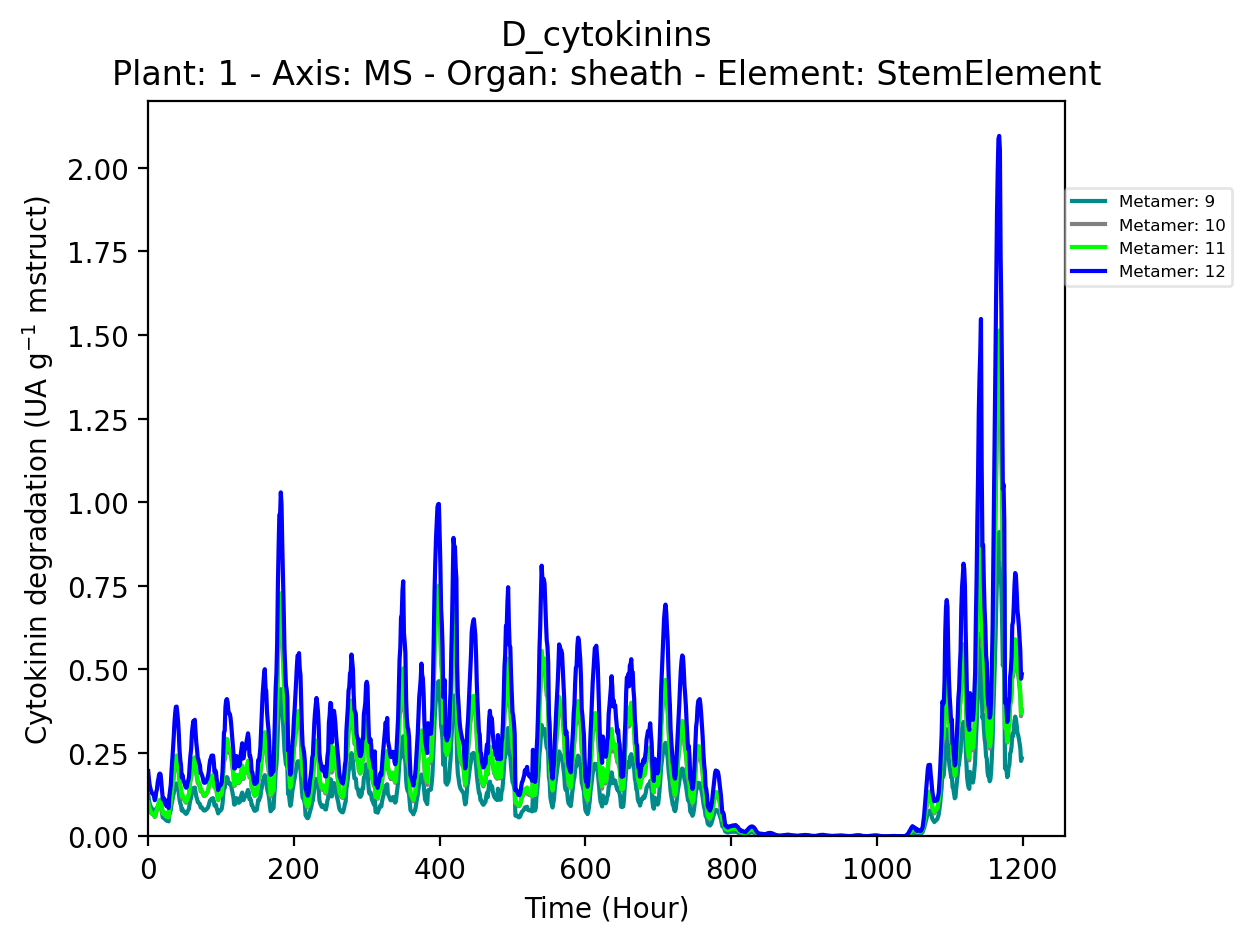 D_cytokinins
Plant: 1 - Axis: MS - Organ: sheath - Element: StemElement
Cytokinin degradation (UA g⁻¹ mstruct)
2.00
1.75
1.50
1.25
1.00
0.75
0.50
0.25
0.00
0 200 400 600 800 1000 1200
Time (Hour)
Metamer: 9
Metamer: 10
Metamer: 11
Metamer: 12